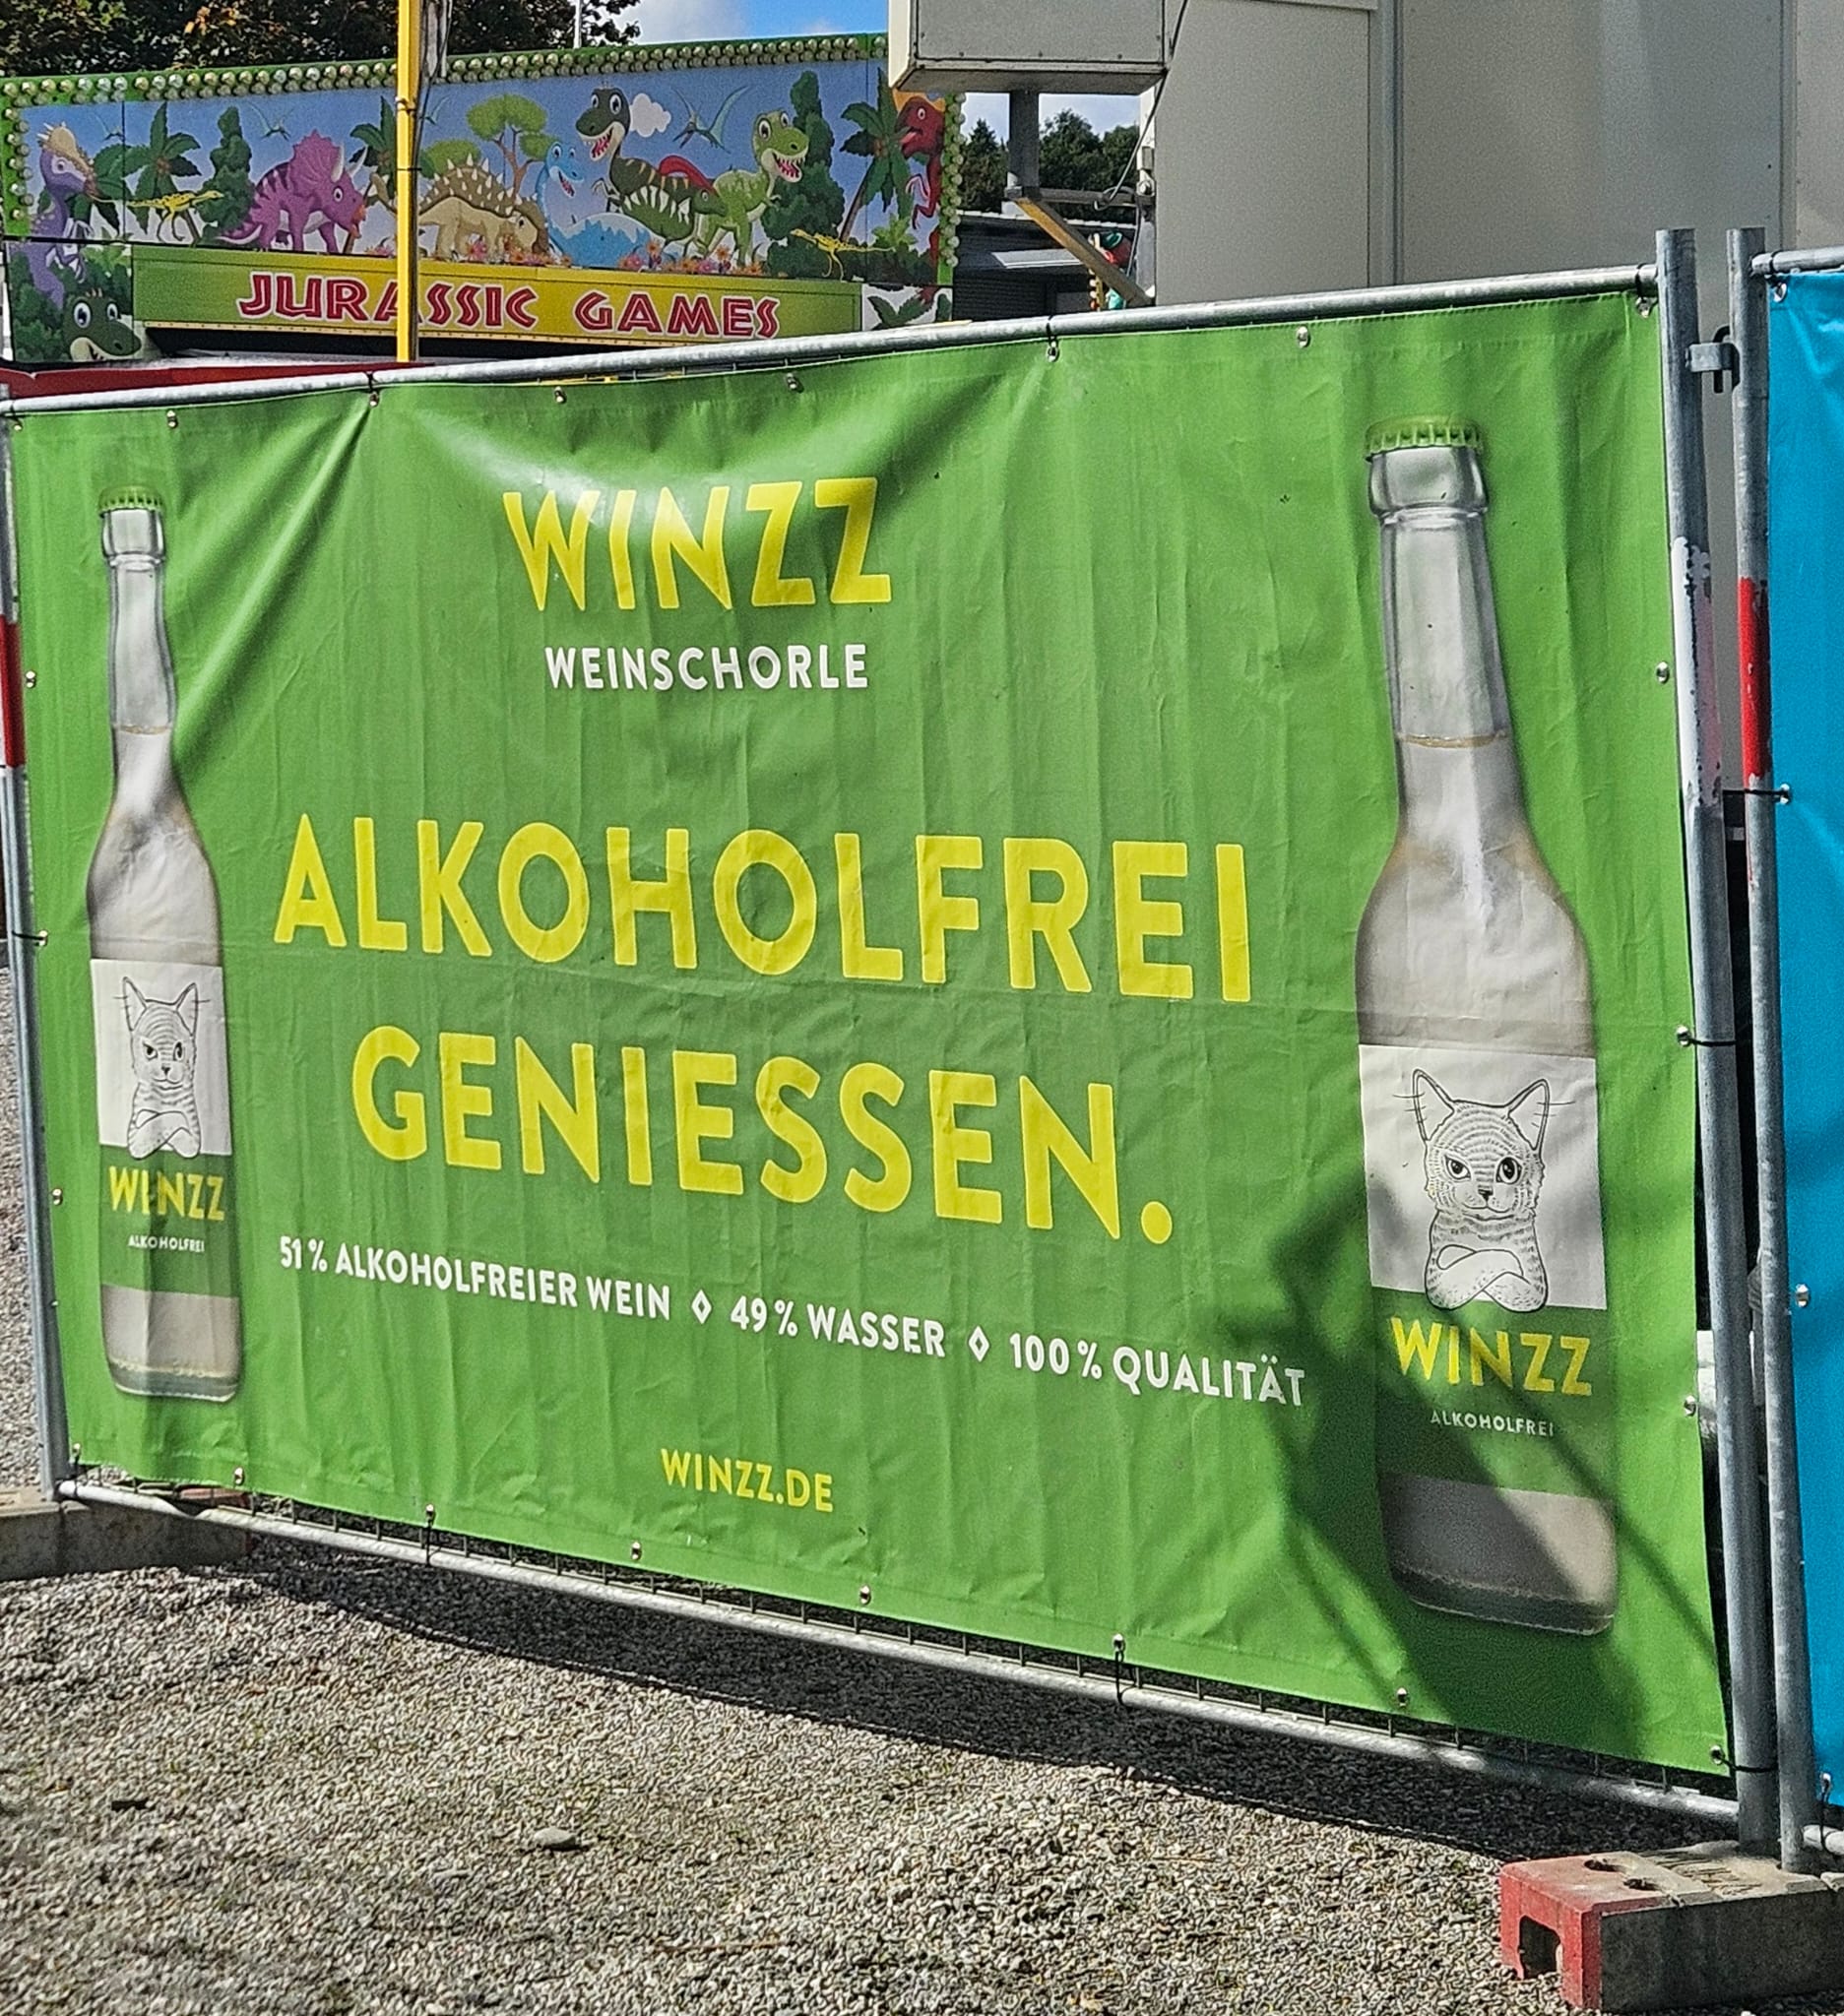 JURASSIC GAMES
WINZZ
WEINSCHORLE
ALKOHOLFREI
GENIESSEN.
51 % ALKOHOLFREIER WEIN ◊ 49 % WASSER ◊ 100 % QUALITÄT
WINZZ.DE
WINZZ
ALKOHOLFREI
WINZZ
ALKOHOLFREI